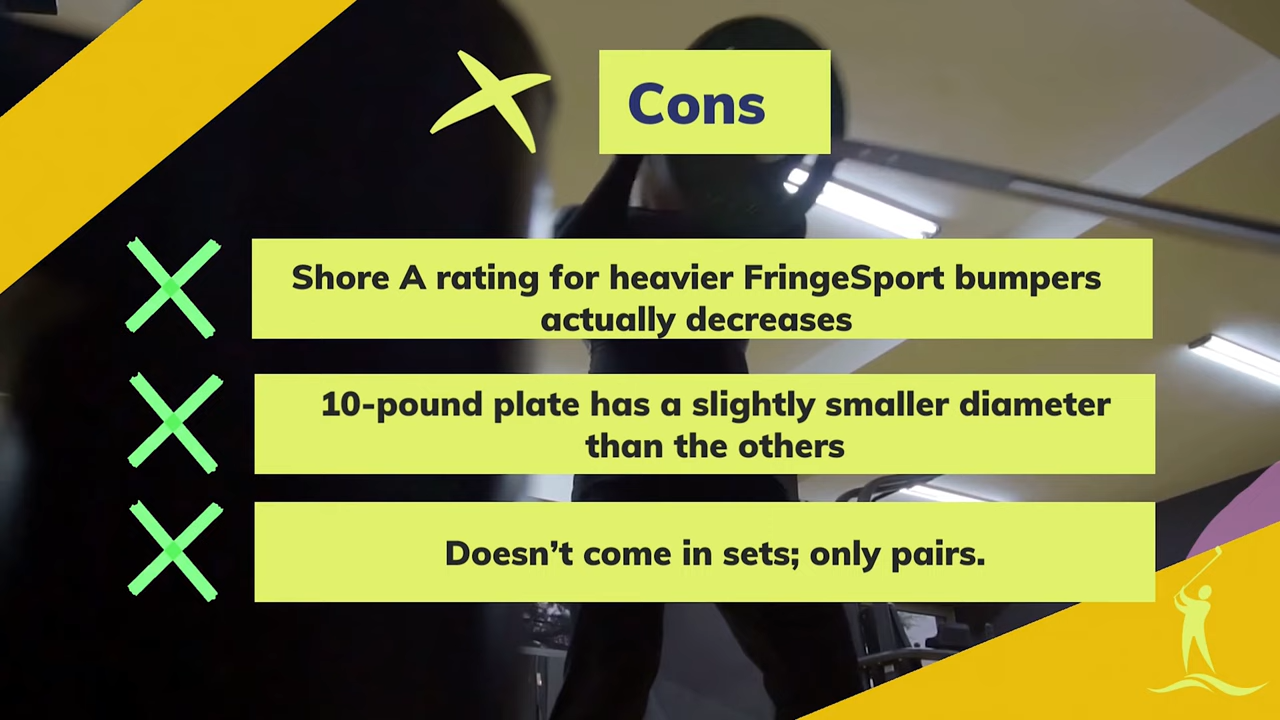 Cons
Shore A rating for heavier FringeSport bumpers
actually decreases
10-pound plate has a slightly smaller diameter
than the others
Doesn’t come in sets; only pairs.